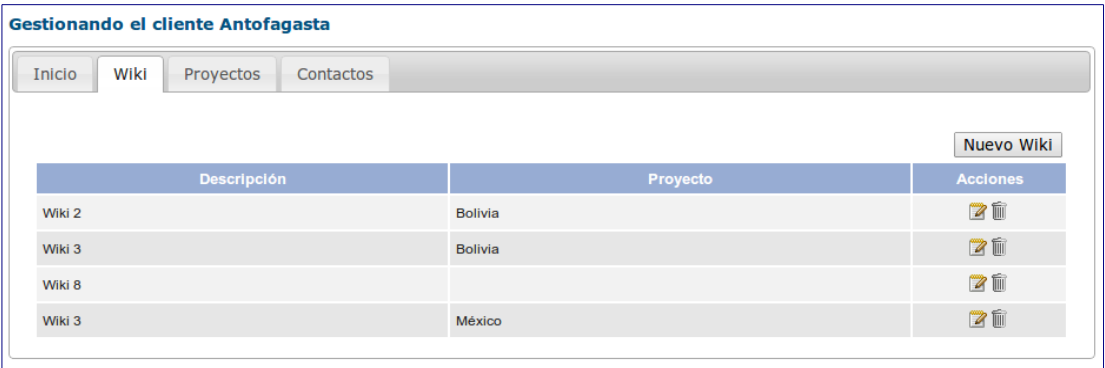 Gestionando el cliente Antofagasta
Inicio Wiki Proyectos Contactos
Nuevo Wiki
Descripción Proyecto Acciones
Wiki 2 Bolivia
Wiki 3 Bolivia
Wiki 8
Wiki 3 México